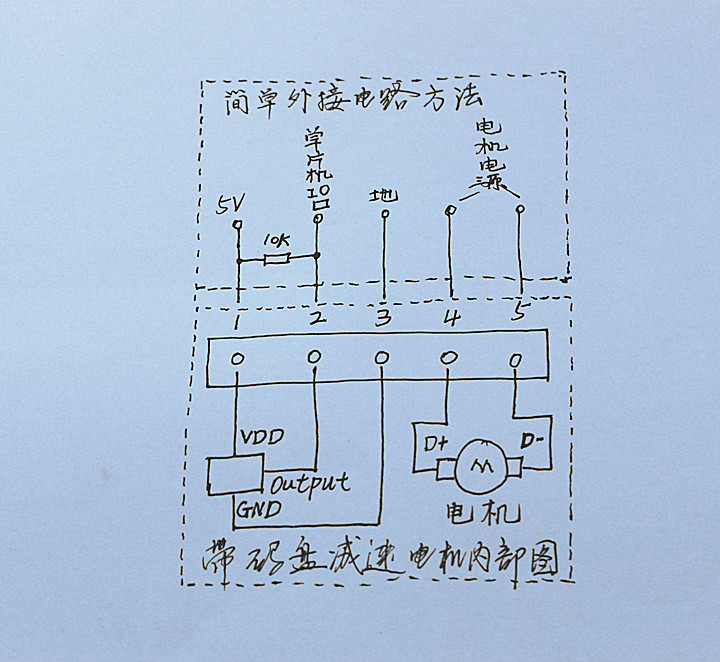 简单外接电路方法
单片机IO口
电机电源
5V
地
10K
1 2 3 4 5
VDD
Output
GND
D+
D-
M
电机
带码盘减速电机内部图